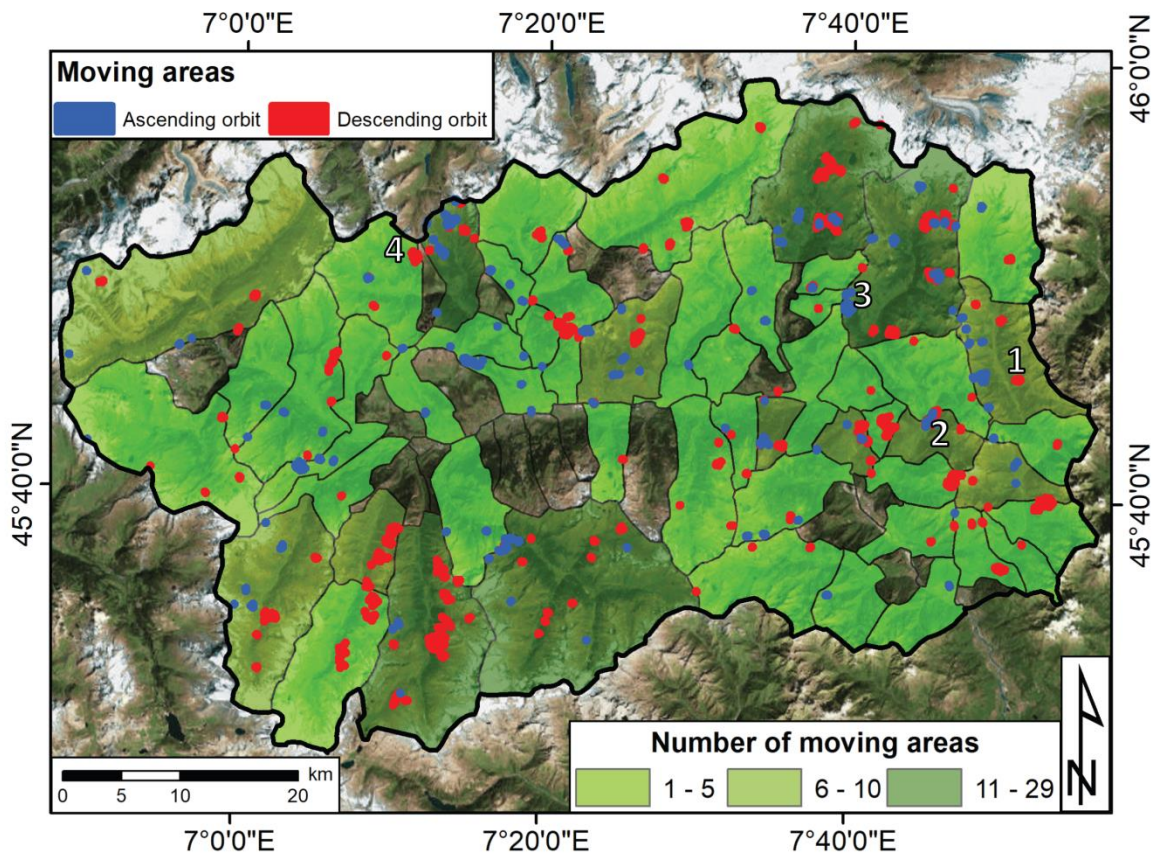 7°0'0"E 7°20'0"E 7°40'0"E
46°0'0"N
Moving areas
Ascending orbit Descending orbit
4
3
1
2
45°40'0"N 45°40'0"N
Number of moving areas
1 - 5 6 - 10 11 - 29
km
0 5 10 20
N
7°0'0"E 7°20'0"E 7°40'0"E